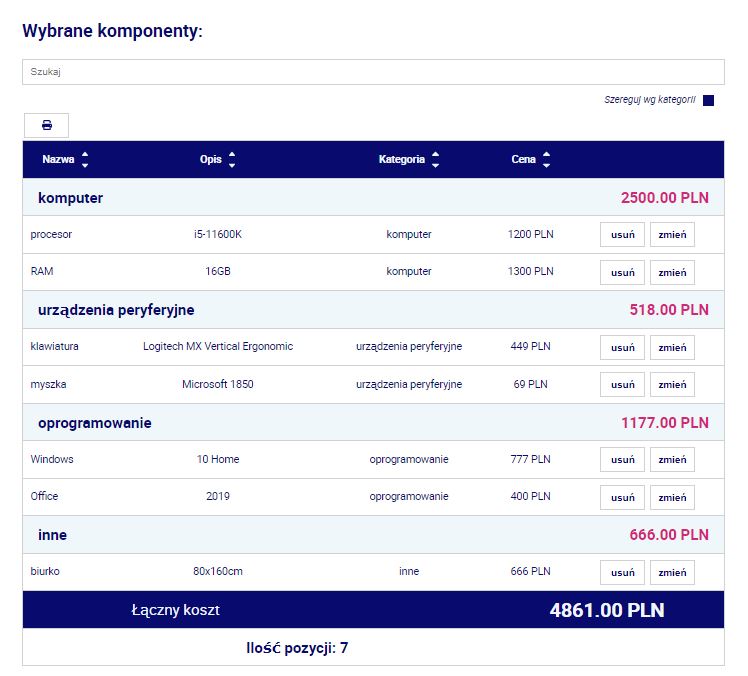 Wybrane komponenty:
Szukaj
Szereguj wg kategorii
Nazwa Opis Kategoria Cena
komputer 2500.00 PLN
procesor i5-11600K komputer 1200 PLN usuń zmień
RAM 16GB komputer 1300 PLN usuń zmień
urządzenia peryferyjne 518.00 PLN
klawiatura Logitech MX Vertical Ergonomic urządzenia peryferyjne 449 PLN usuń zmień
myszka Microsoft 1850 urządzenia peryferyjne 69 PLN usuń zmień
oprogramowanie 1177.00 PLN
Windows 10 Home oprogramowanie 777 PLN usuń zmień
Office 2019 oprogramowanie 400 PLN usuń zmień
inne 666.00 PLN
biurko 80x160cm inne 666 PLN usuń zmień
Łączny koszt 4861.00 PLN
Ilość pozycji: 7